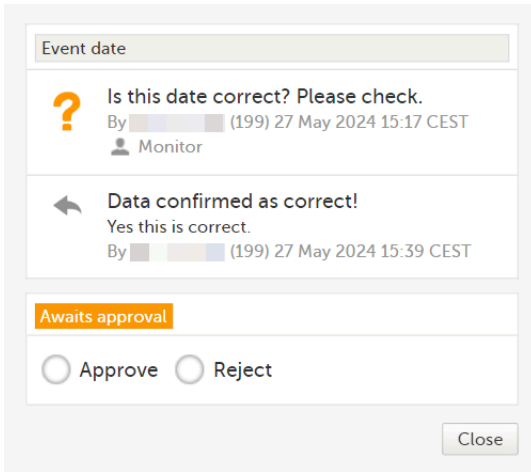 Event date
Is this date correct? Please check.
By (199) 27 May 2024 15:17 CEST
Monitor
Data confirmed as correct!
Yes this is correct.
By (199) 27 May 2024 15:39 CEST
Awaits approval
Approve Reject
Close